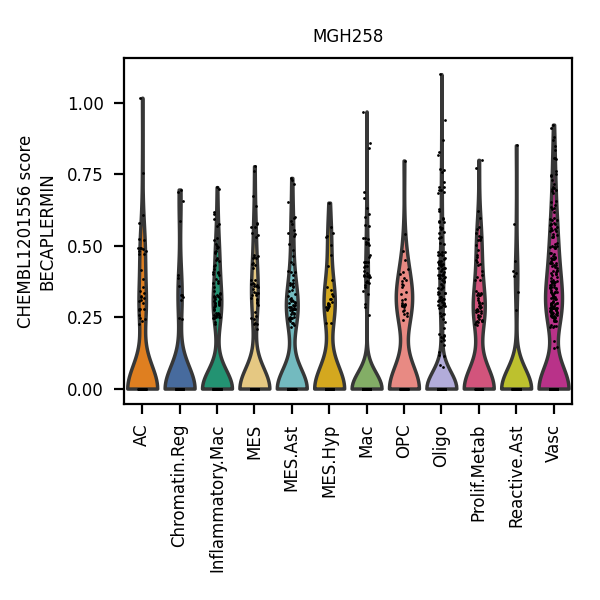 MGH258
CHEMBL1201556 score
BECAPLERMIN
1.00
0.75
0.50
0.25
0.00
AC
Chromatin.Reg
Inflammatory.Mac
MES
MES.Ast
MES.Hyp
Mac
OPC
Oligo
Prolif.Metab
Reactive.Ast
Vasc